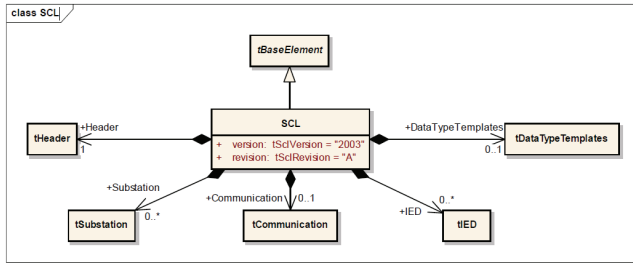 class SCL
tBaseElement
SCL
+ version: tSclVersion = "2003"
+ revision: tSclRevision = "A"
+Header
1
tHeader
+DataTypeTemplates
0..1
tDataTypeTemplates
+Substation
0..*
tSubstation
+Communication
0..1
tCommunication
+IED
0..*
tIED